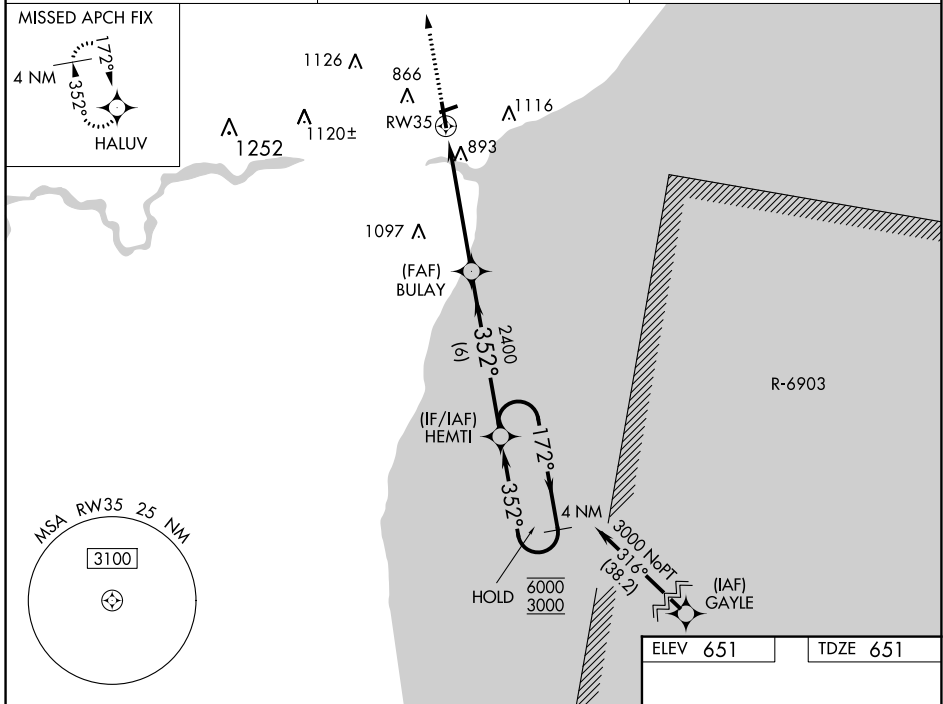 MISSED APCH FIX
4 NM
172°
352°
HALUV
1126
866
1116
RW35
1120±
1252
893
1097
(FAF)
BULAY
2400
352°
(6)
R-6903
(IF/IAF)
HEMTI
172°
352°
4 NM
3000 NoPT
316°
(38.2)
(IAF)
GAYLE
HOLD
6000
3000
MSA RW35 25 NM
3100
ELEV 651
TDZE 651